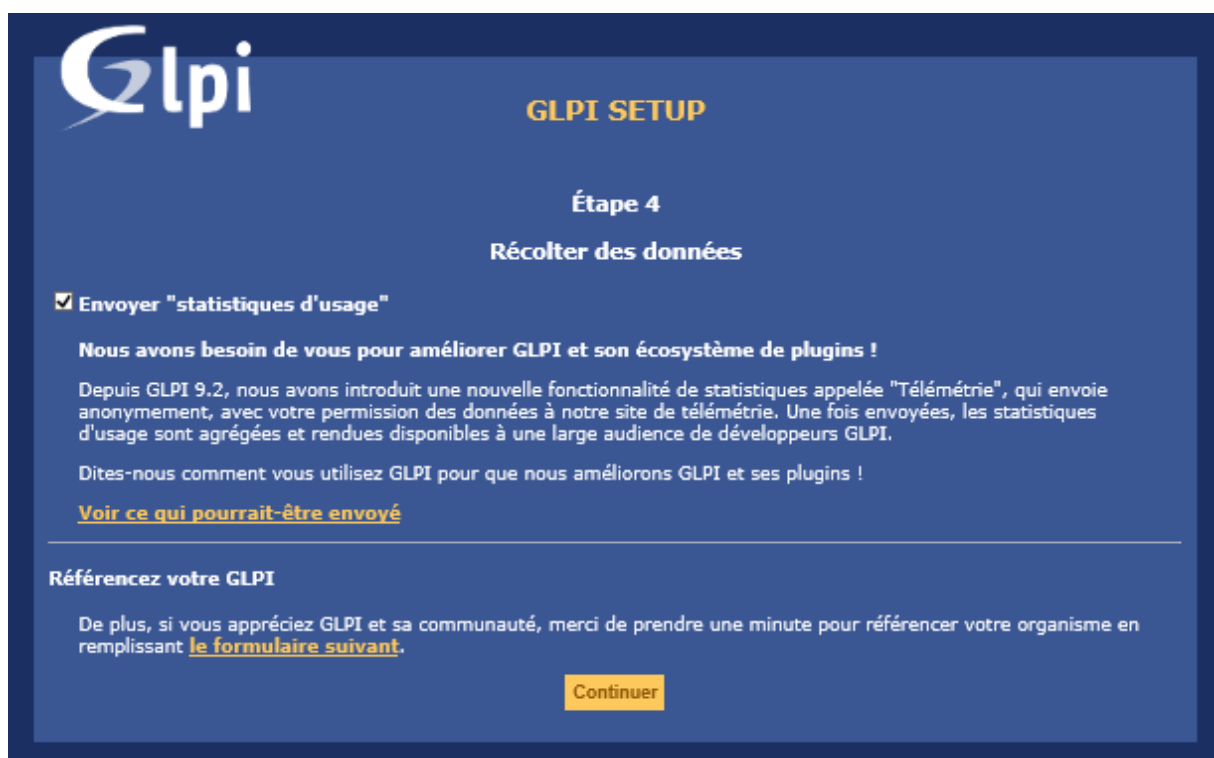 Glpi
GLPI SETUP
Étape 4
Récolter des données
Envoyer "statistiques d'usage"
Nous avons besoin de vous pour améliorer GLPI et son écosystème de plugins !
Depuis GLPI 9.2, nous avons introduit une nouvelle fonctionnalité de statistiques appelée "Télémétrie", qui envoie
anonymement, avec votre permission des données à notre site de télémétrie. Une fois envoyées, les statistiques
d'usage sont agrégées et rendues disponibles à une large audience de développeurs GLPI.
Dites-nous comment vous utilisez GLPI pour que nous améliorons GLPI et ses plugins !
Voir ce qui pourrait-être envoyé
Référencez votre GLPI
De plus, si vous appréciez GLPI et sa communauté, merci de prendre une minute pour référencer votre organisme en
remplissant le formulaire suivant.
Continuer